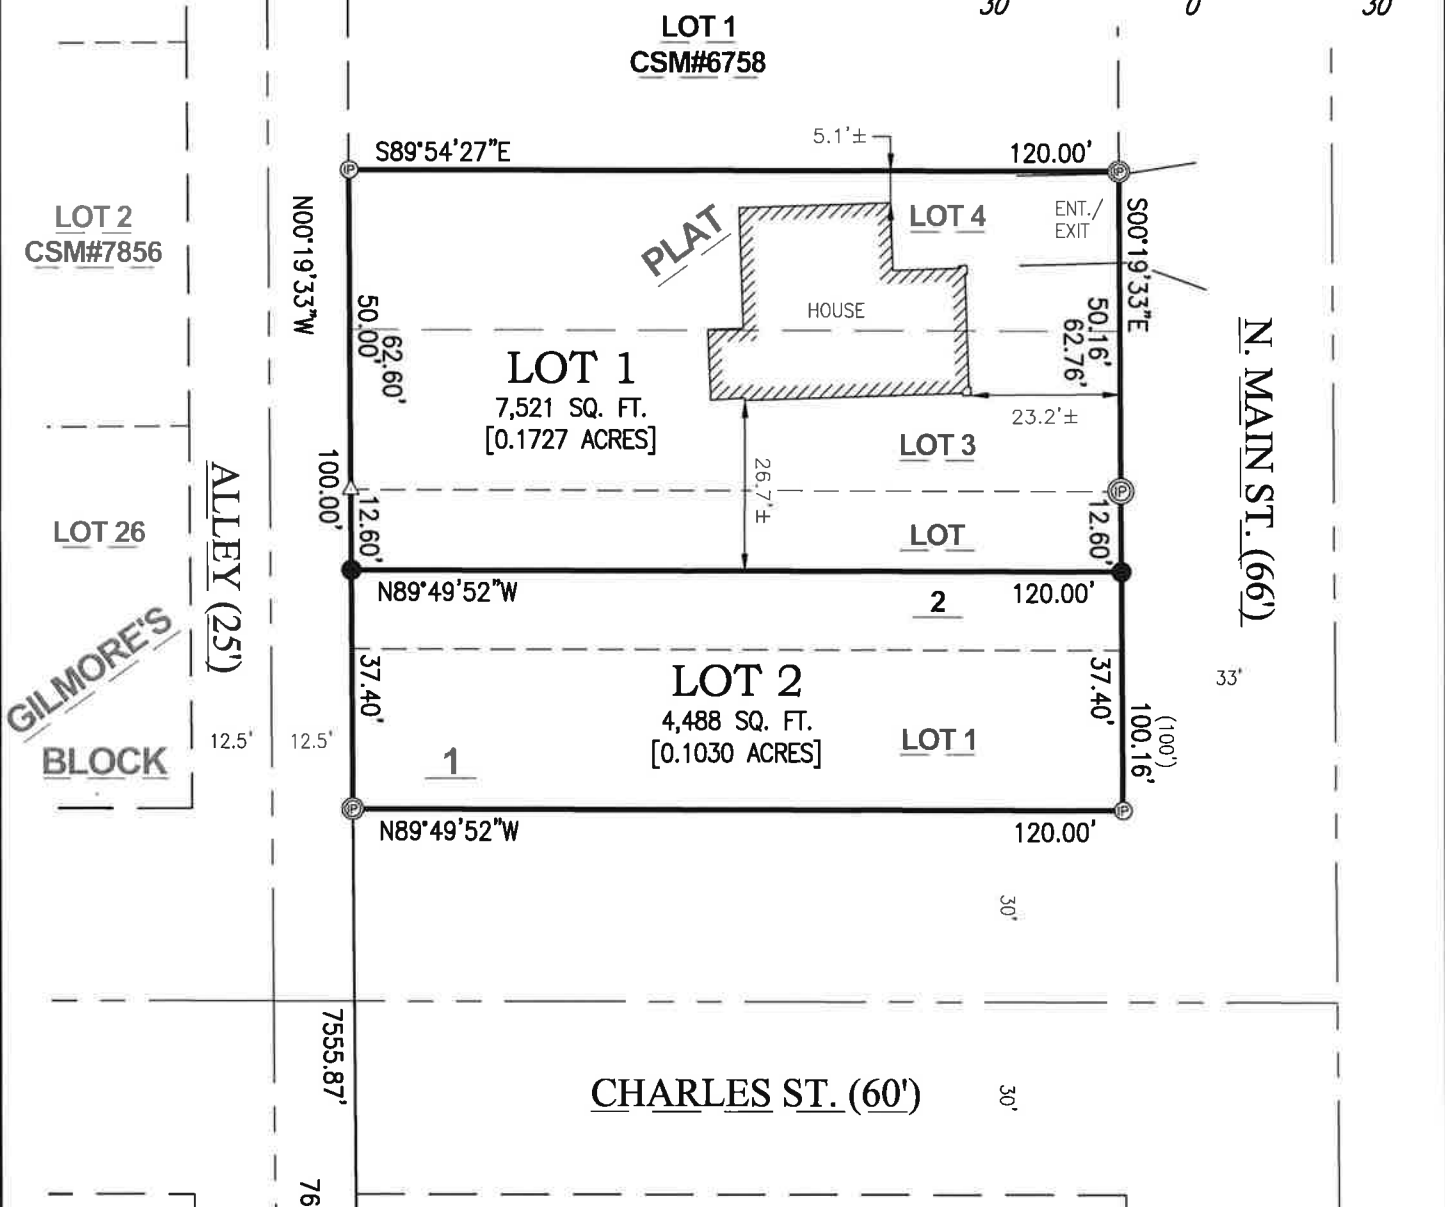 30 0 30
LOT 1
CSM#6758
5.1'±
S89°54'27"E
120.00'
LOT 2
CSM#7856
N00°19'33"W
PLAT
LOT 4
ENT./
EXIT
S00°19'33"E
HOUSE
50.00'
62.60'
50.16'
62.76'
N. MAIN ST. (66')
LOT 1
7,521 SQ. FT.
[0.1727 ACRES]
23.2'±
LOT 3
26.7'±
ALLEY (25')
100.00'
12.60'
12.60'
LOT 26
LOT
N89°49'52"W
120.00'
2
GILMORE'S
37.40'
LOT 2
4,488 SQ. FT.
[0.1030 ACRES]
37.40'
33'
(100')
100.16'
12.5'
12.5'
LOT 1
BLOCK
1
IP
IP
IP
IP
IP
N89°49'52"W
120.00'
30'
7555.87'
CHARLES ST. (60')
30'
76